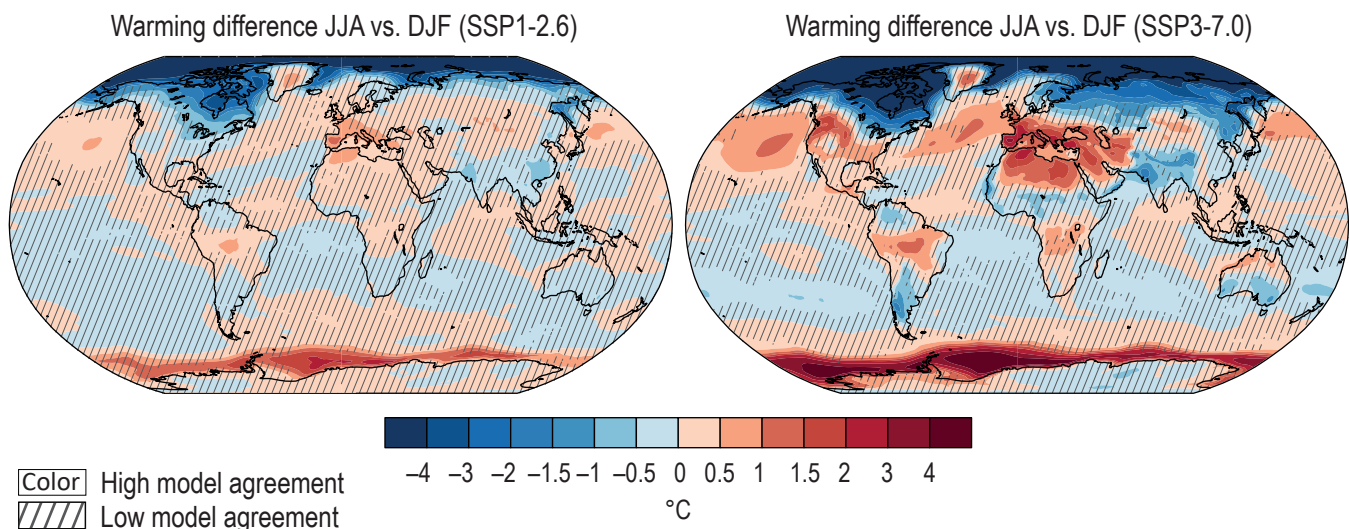 Warming difference JJA vs. DJF (SSP1-2.6)
Warming difference JJA vs. DJF (SSP3-7.0)
–4 –3 –2 –1.5 –1 –0.5 0 0.5 1 1.5 2 3 4
°C
Color High model agreement
Low model agreement